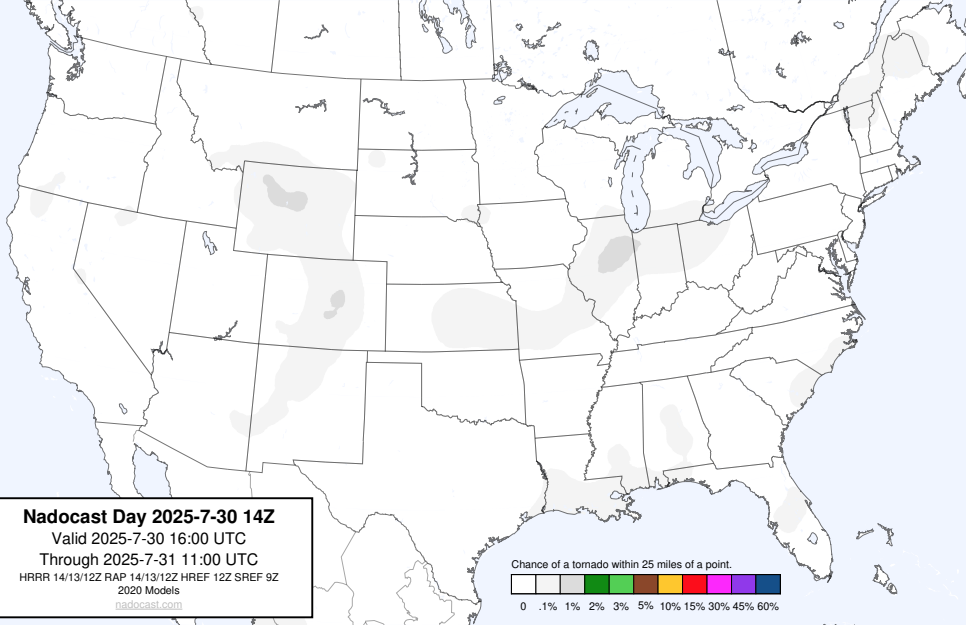 Nadocast Day 2025-7-30 14Z
Valid 2025-7-30 16:00 UTC
Through 2025-7-31 11:00 UTC
HRRR 14/13/12Z RAP 14/13/12Z HREF 12Z SREF 9Z
2020 Models
nadocast.com
Chance of a tornado within 25 miles of a point.
0 .1% 1% 2% 3% 5% 10% 15% 30% 45% 60%